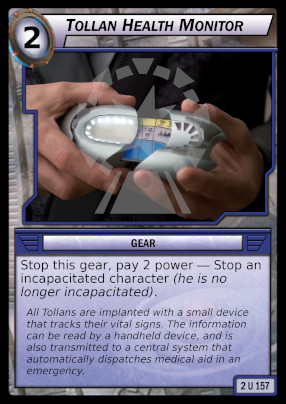 2
TOLLAN HEALTH MONITOR
GEAR
Stop this gear, pay 2 power — Stop an
incapacitated character (he is no
longer incapacitated).
All Tollans are implanted with a small device
that tracks their vital signs. The information
can be read by a handheld device, and is
also transmitted to a central system that
automatically dispatches medical aid in an
emergency.
2 U 157